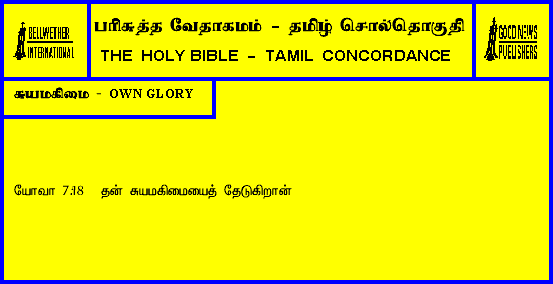 BELLWETHER
INTERNATIONAL
பரிசுத்த வேதாகமம் - தமிழ் சொல்தொகுதி
THE HOLY BIBLE - TAMIL CONCORDANCE
GOOD NEWS
PUBLISHERS
சுயமகிமை - OWN GLORY
யோவா 7:18 தன் சுயமகிமையைத் தேடுகிறான்